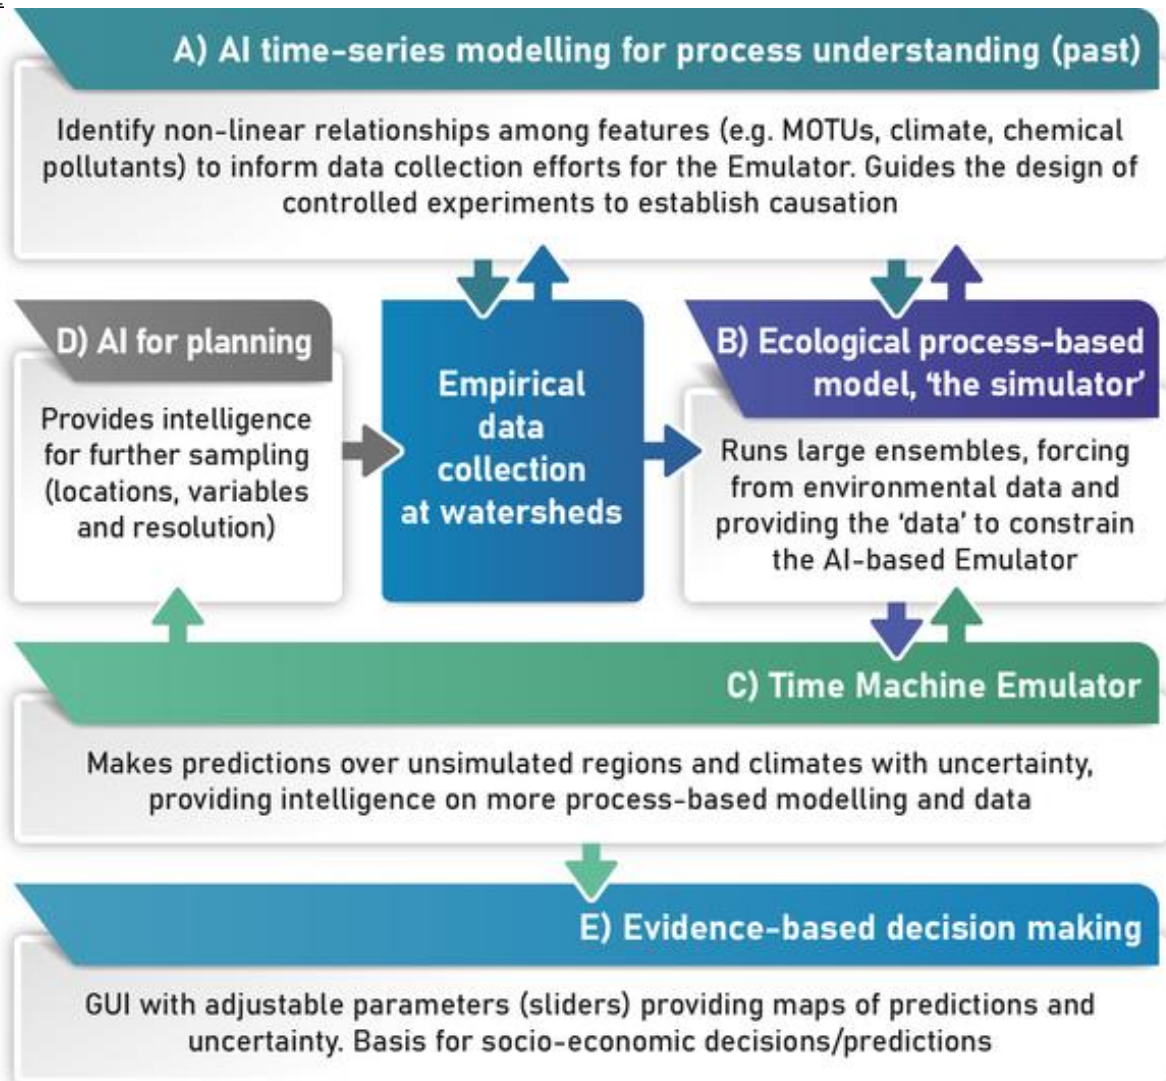 A) AI time-series modelling for process understanding (past)
Identify non-linear relationships among features (e.g. MOTUs, climate, chemical
pollutants) to inform data collection efforts for the Emulator. Guides the design of
controlled experiments to establish causation
D) AI for planning
Provides intelligence
for further sampling
(locations, variables
and resolution)
Empirical
data
collection
at watersheds
B) Ecological process-based
model, ‘the simulator’
Runs large ensembles, forcing
from environmental data and
providing the ‘data’ to constrain
the AI-based Emulator
C) Time Machine Emulator
Makes predictions over unsimulated regions and climates with uncertainty,
providing intelligence on more process-based modelling and data
E) Evidence-based decision making
GUI with adjustable parameters (sliders) providing maps of predictions and
uncertainty. Basis for socio-economic decisions/predictions